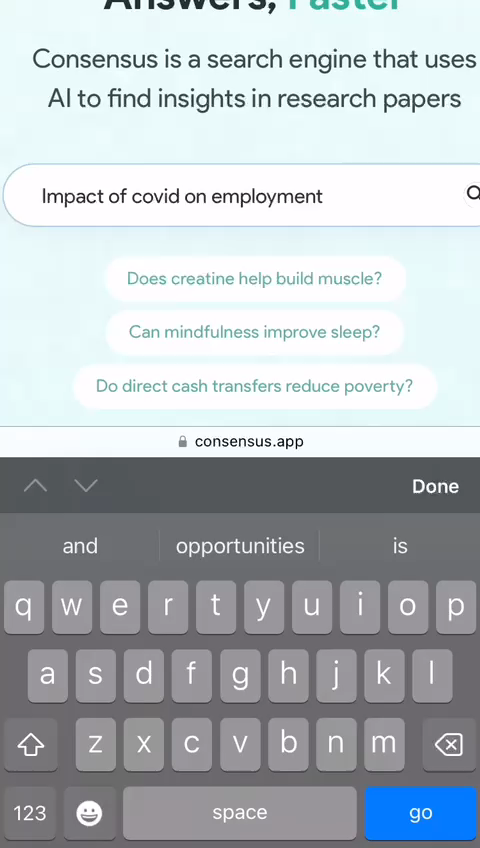 Answers, Faster
Consensus is a search engine that uses
AI to find insights in research papers
Impact of covid on employment
Does creatine help build muscle?
Can mindfulness improve sleep?
Do direct cash transfers reduce poverty?
consensus.app
Done
and opportunities is
q w e r t y u i o p
a s d f g h j k l
z x c v b n m
123 space go